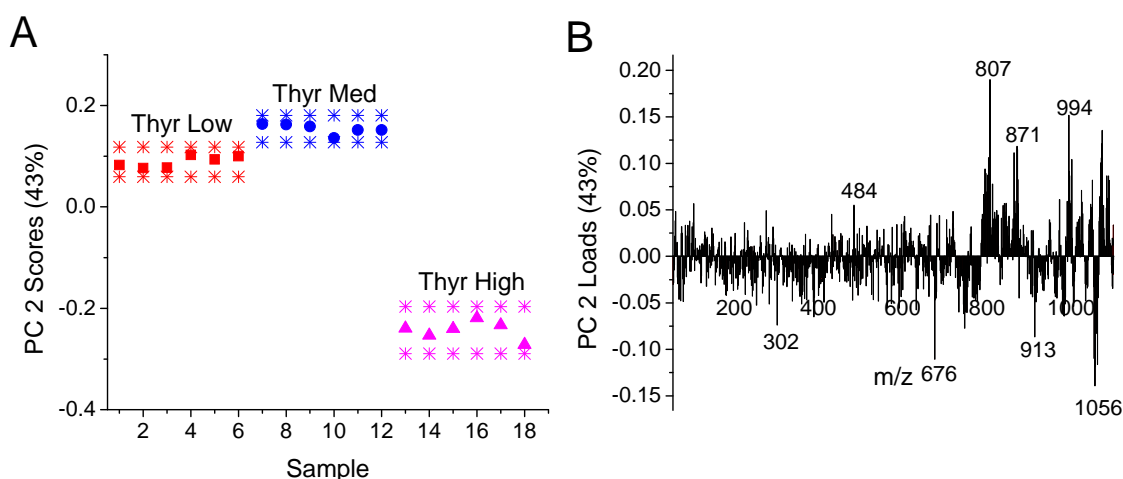 A
PC 2 Scores (43%)
0.2
0.0
-0.2
-0.4
Thyr Low
Thyr Med
Thyr High
2 4 6 8 10 12 14 16 18
Sample
B
PC 2 Loads (43%)
0.20
0.15
0.10
0.05
0.00
-0.05
-0.10
-0.15
807
994
871
484
200 400 600 800 1000
302
913
m/z 676
1056